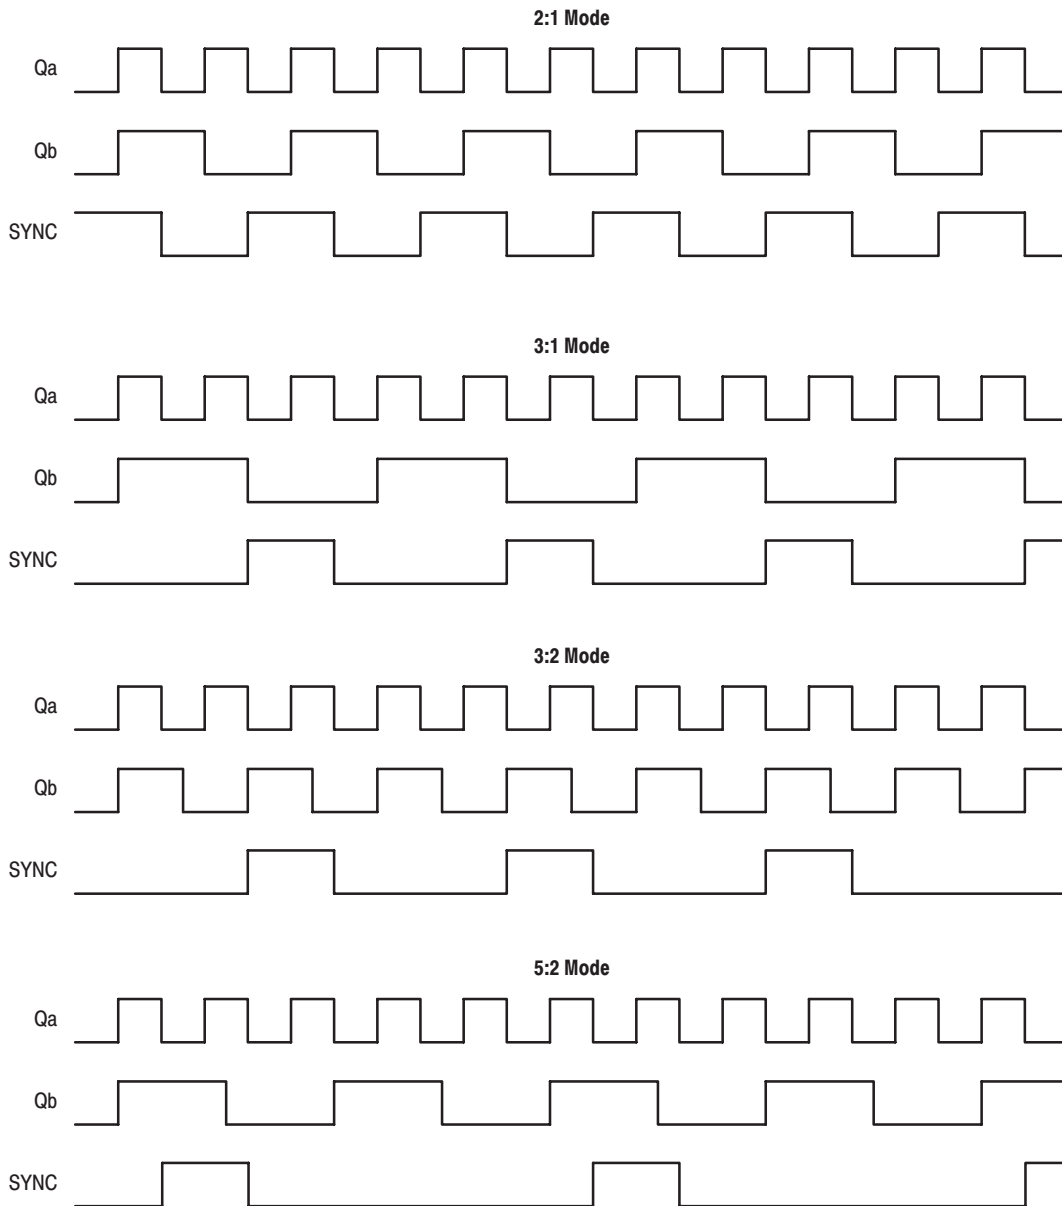 2:1 Mode
Qa
Qb
SYNC
3:1 Mode
Qa
Qb
SYNC
3:2 Mode
Qa
Qb
SYNC
5:2 Mode
Qa
Qb
SYNC